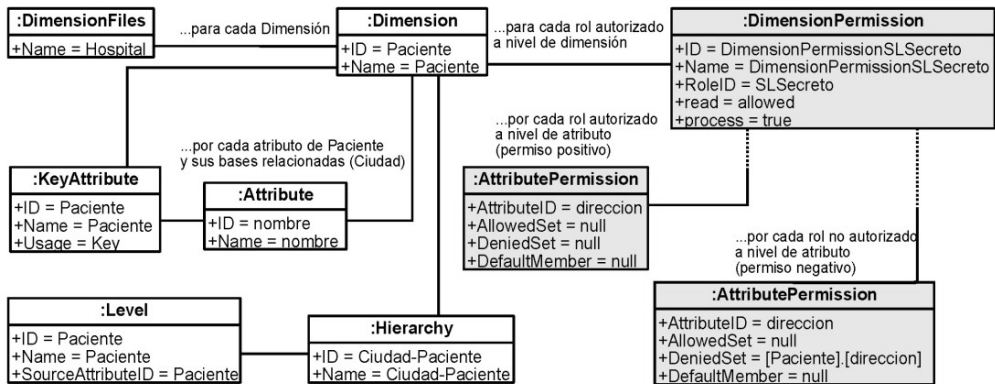 :DimensionFiles
+Name = Hospital
...para cada Dimensión
:Dimension
+ID = Paciente
+Name = Paciente
...para cada rol autorizado
a nivel de dimensión
:DimensionPermission
+ID = DimensionPermissionSLSecreto
+Name = DimensionPermissionSLSecreto
+RoleID = SLSecreto
+read = allowed
+process = true
...por cada atributo de Paciente
y sus bases relacionadas (Ciudad)
...por cada rol autorizado
a nivel de atributo
(permiso positivo)
:KeyAttribute
+ID = Paciente
+Name = Paciente
+Usage = Key
:Attribute
+ID = nombre
+Name = nombre
:AttributePermission
+AttributeID = direccion
+AllowedSet = null
+DeniedSet = null
+DefaultMember = null
...por cada rol no autorizado
a nivel de atributo
(permiso negativo)
:AttributePermission
+AttributeID = direccion
+AllowedSet = null
+DeniedSet = [Paciente].[direccion]
+DefaultMember = null
:Level
+ID = Paciente
+Name = Paciente
+SourceAttributeID = Paciente
:Hierarchy
+ID = Ciudad-Paciente
+Name = Ciudad-Paciente